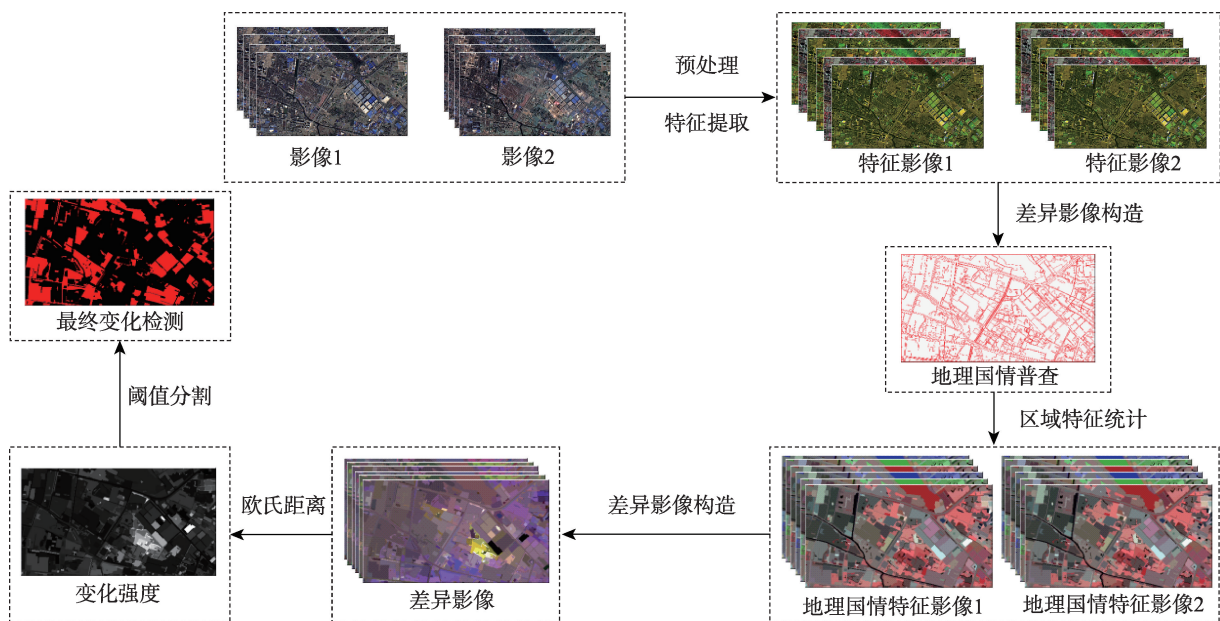 影像1
影像2
预处理
特征提取
特征影像1
特征影像2
差异影像构造
地理国情普查
区域特征统计
地理国情特征影像1
地理国情特征影像2
差异影像构造
差异影像
欧氏距离
变化强度
阈值分割
最终变化检测